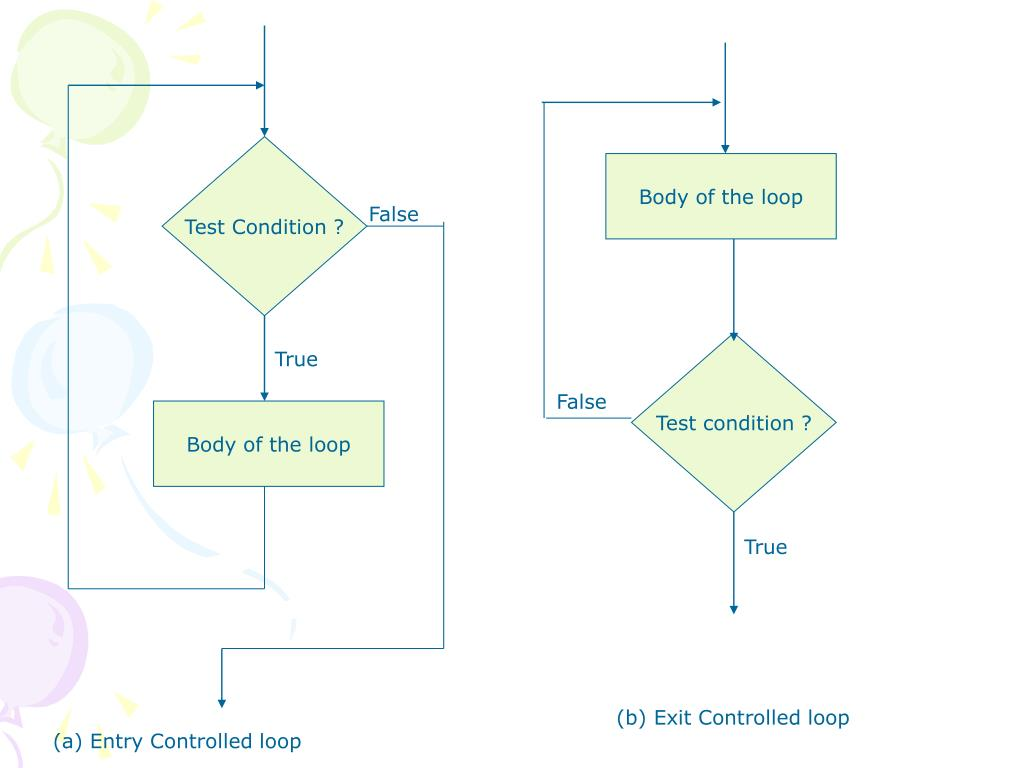 Test Condition ?
False
True
Body of the loop
(a) Entry Controlled loop
Body of the loop
False
Test condition ?
True
(b) Exit Controlled loop